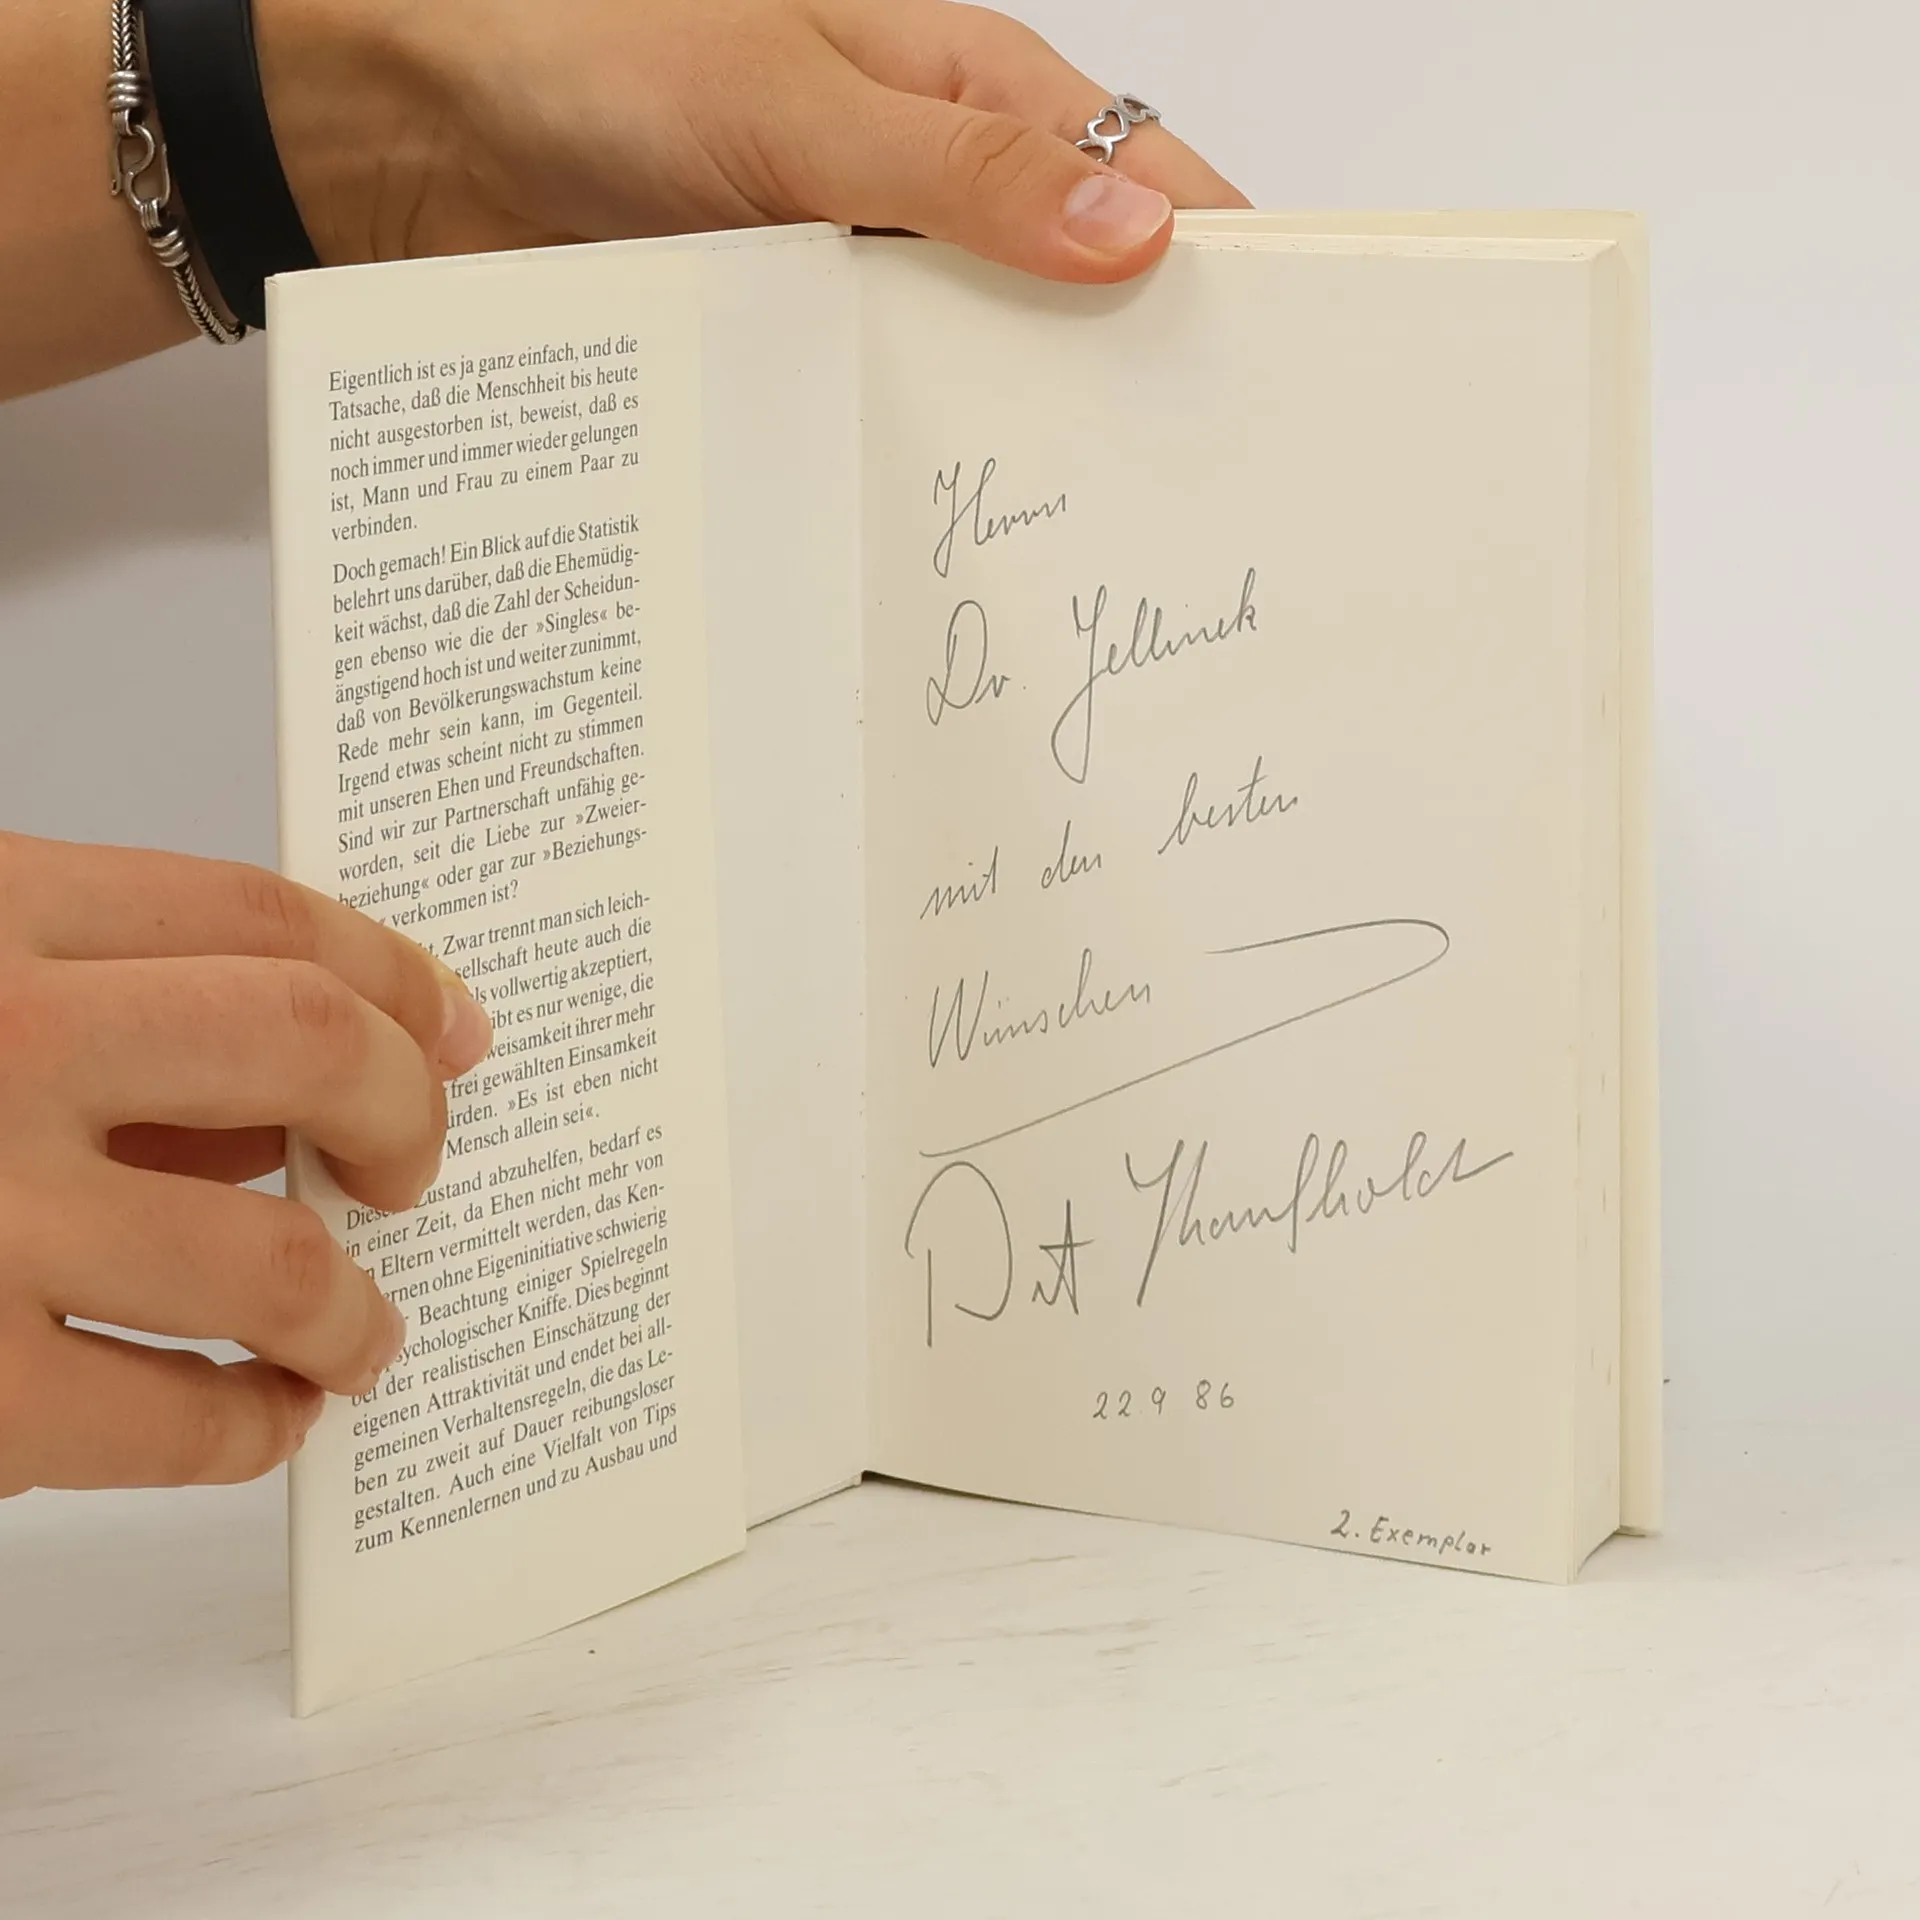 Eigentlich ist es ja ganz einfach, und die
Tatsache, daß die Menschheit bis heute
nicht ausgestorben ist, beweist, daß es
noch immer und immer wieder gelungen
ist, Mann und Frau zu einem Paar zu
verbinden.
Doch gemach! Ein Blick auf die Statistik
belehrt uns darüber, daß die Ehemüdig-
keit wächst, daß die Zahl der Scheidun-
gen ebenso wie die der »Singles« be-
ängstigend hoch ist und weiter zunimmt,
daß von Bevölkerungswachstum keine
Rede mehr sein kann, im Gegenteil.
Irgend etwas scheint nicht zu stimmen
mit unseren Ehen und Freundschaften.
Sind wir zur Partnerschaft unfähig ge-
worden, seit die Liebe zur »Zweier-
beziehung« oder gar zur »Beziehungs-
verkommen ist?
Zwar trennt man sich leich-
sellschaft heute auch die
vollwertig akzeptiert,
ibt es nur wenige, die
weisamkeit ihrer mehr
frei gewählten Einsamkeit
ürden. »Es ist eben nicht
Mensch allein sei«.
Diesem Zustand abzuhelfen, bedarf es
in einer Zeit, da Ehen nicht mehr von
Eltern vermittelt werden, das Ken-
ernen ohne Eigeninitiative schwierig
Beachtung einiger Spielregeln
psychologischer Kniffe. Dies beginnt
bei der realistischen Einschätzung der
eigenen Attraktivität und endet bei all-
gemeinen Verhaltensregeln, die das Le-
ben zu zweit auf Dauer reibungsloser
gestalten. Auch eine Vielfalt von Tips
zum Kennenlernen und zu Ausbau und
Herrn
Dr. Jellinek
mit den besten
Wünschen
22.9 86
2. Exemplar